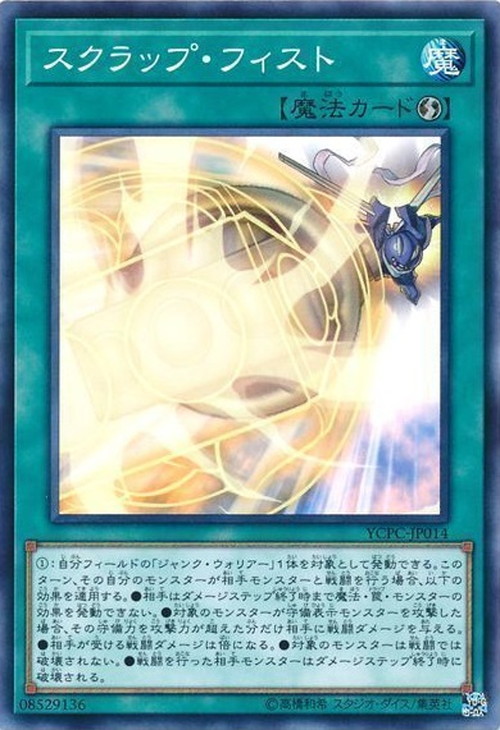 スクラップ・フィスト
魔
【魔法カード】
YCPC-JP014
①:自分フィールドの「ジャンク・ウォリアー」1体を対象として発動できる。この
ターン、その自分のモンスターが相手モンスターと戦闘を行う場合、以下の
効果を適用する。●相手はダメージステップ終了時まで魔法・罠・モンスターの
効果を発動できない。●対象のモンスターが守備表示モンスターを攻撃した
場合、その守備力を攻撃力が超えた分だけ相手に戦闘ダメージを与える。
●相手が受ける戦闘ダメージは倍になる。●対象のモンスターは戦闘では
破壊されない。●戦闘を行った相手モンスターはダメージステップ終了時に
破壊される。
08529136
©高橋和希 スタジオ・ダイス/集英社